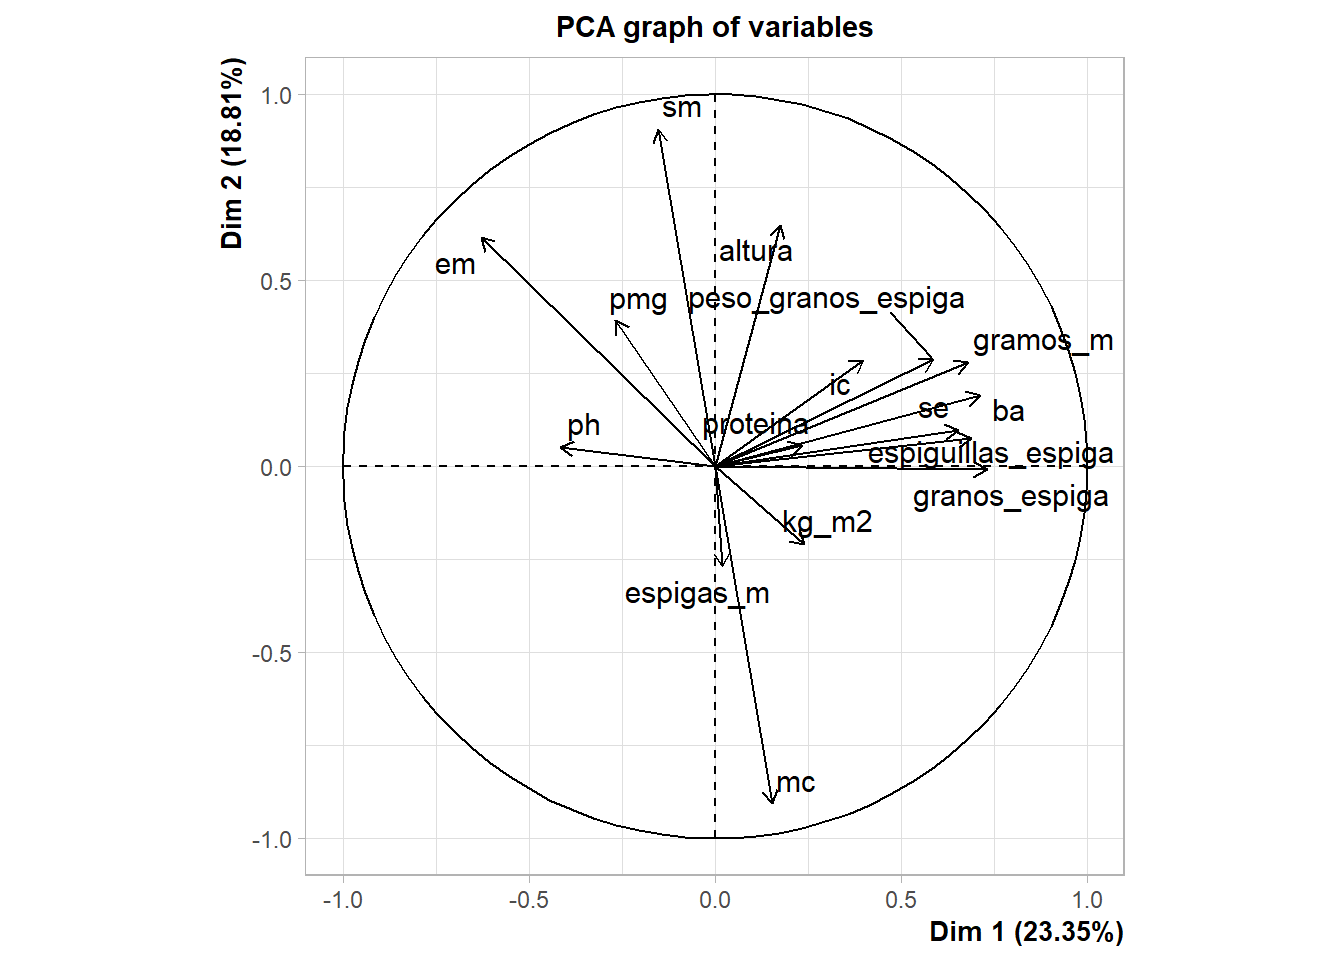 PCA graph of variables
Dim 2 (18.81%)
1.0
0.5
0.0
-0.5
-1.0
sm
altura
em
pmg
peso_granos_espiga
gramos_m
ic
se
ba
proteina
ph
espiguillas_espiga
granos_espiga
kg_m2
espigas_m
mc
-1.0
-0.5
0.0
0.5
1.0
Dim 1 (23.35%)